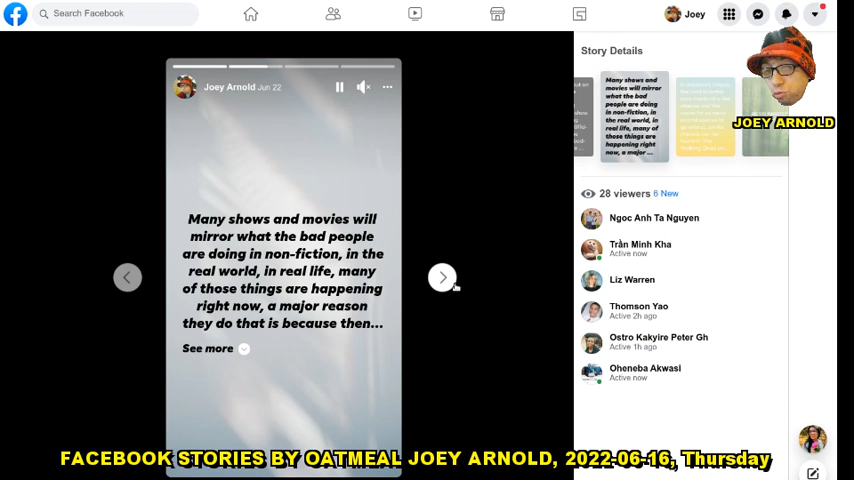 Search Facebook
Joey
Story Details
Joey Arnold Jun 22
Many shows and movies will
mirror what the bad people
are doing in non-fiction, in the
real world, in real life, many
of those things are happening
right now, a major reason
they do that is because then...
See more
Many shows and
movies will mirror
what the bad
people are doing
in non-fiction, in
the real world, in
real life, many of
those things are
happening right
now, a major ...
JOEY ARNOLD
28 viewers 6 New
Ngoc Anh Ta Nguyen
Trần Minh Kha
Active now
Liz Warren
Thomson Yao
Active 2h ago
Ostro Kakyire Peter Gh
Active 1h ago
Oheneba Akwasi
Active now
FACEBOOK STORIES BY OATMEAL JOEY ARNOLD, 2022-06-16, Thursday